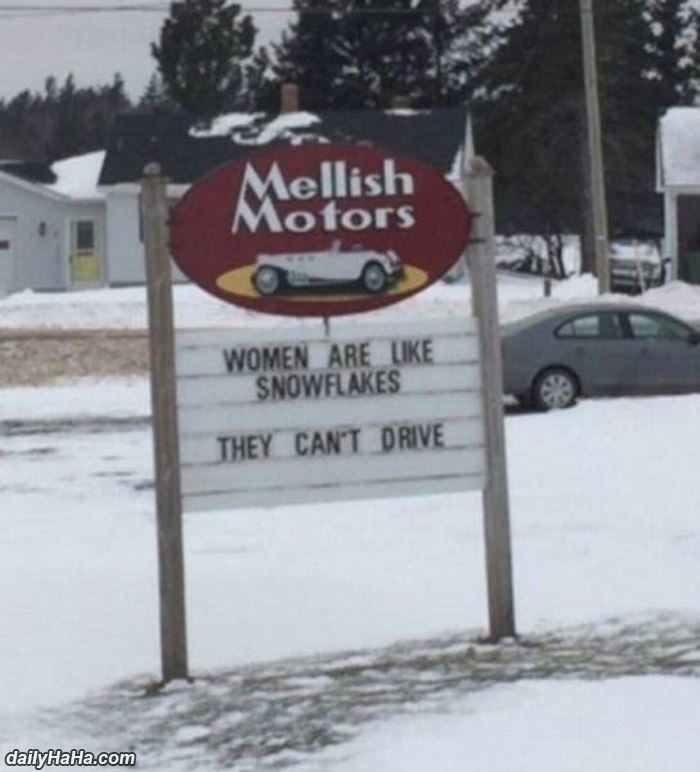 Mellish
Motors
WOMEN ARE LIKE
SNOWFLAKES
THEY CAN'T DRIVE
dailyHaHa.com